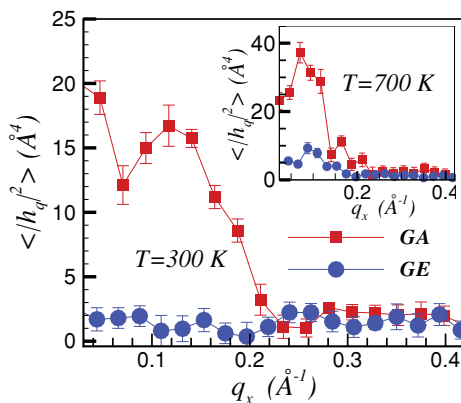 <|h_q|^2> (Å^4)
25
20
15
10
5
0
0.1
0.2
0.3
0.4
q_x (Å^-1)
T=300 K
GA
GE
<|h_q|^2> (Å^4)
40
20
0
0
0.2
0.4
q_x (Å^-1)
T=700 K